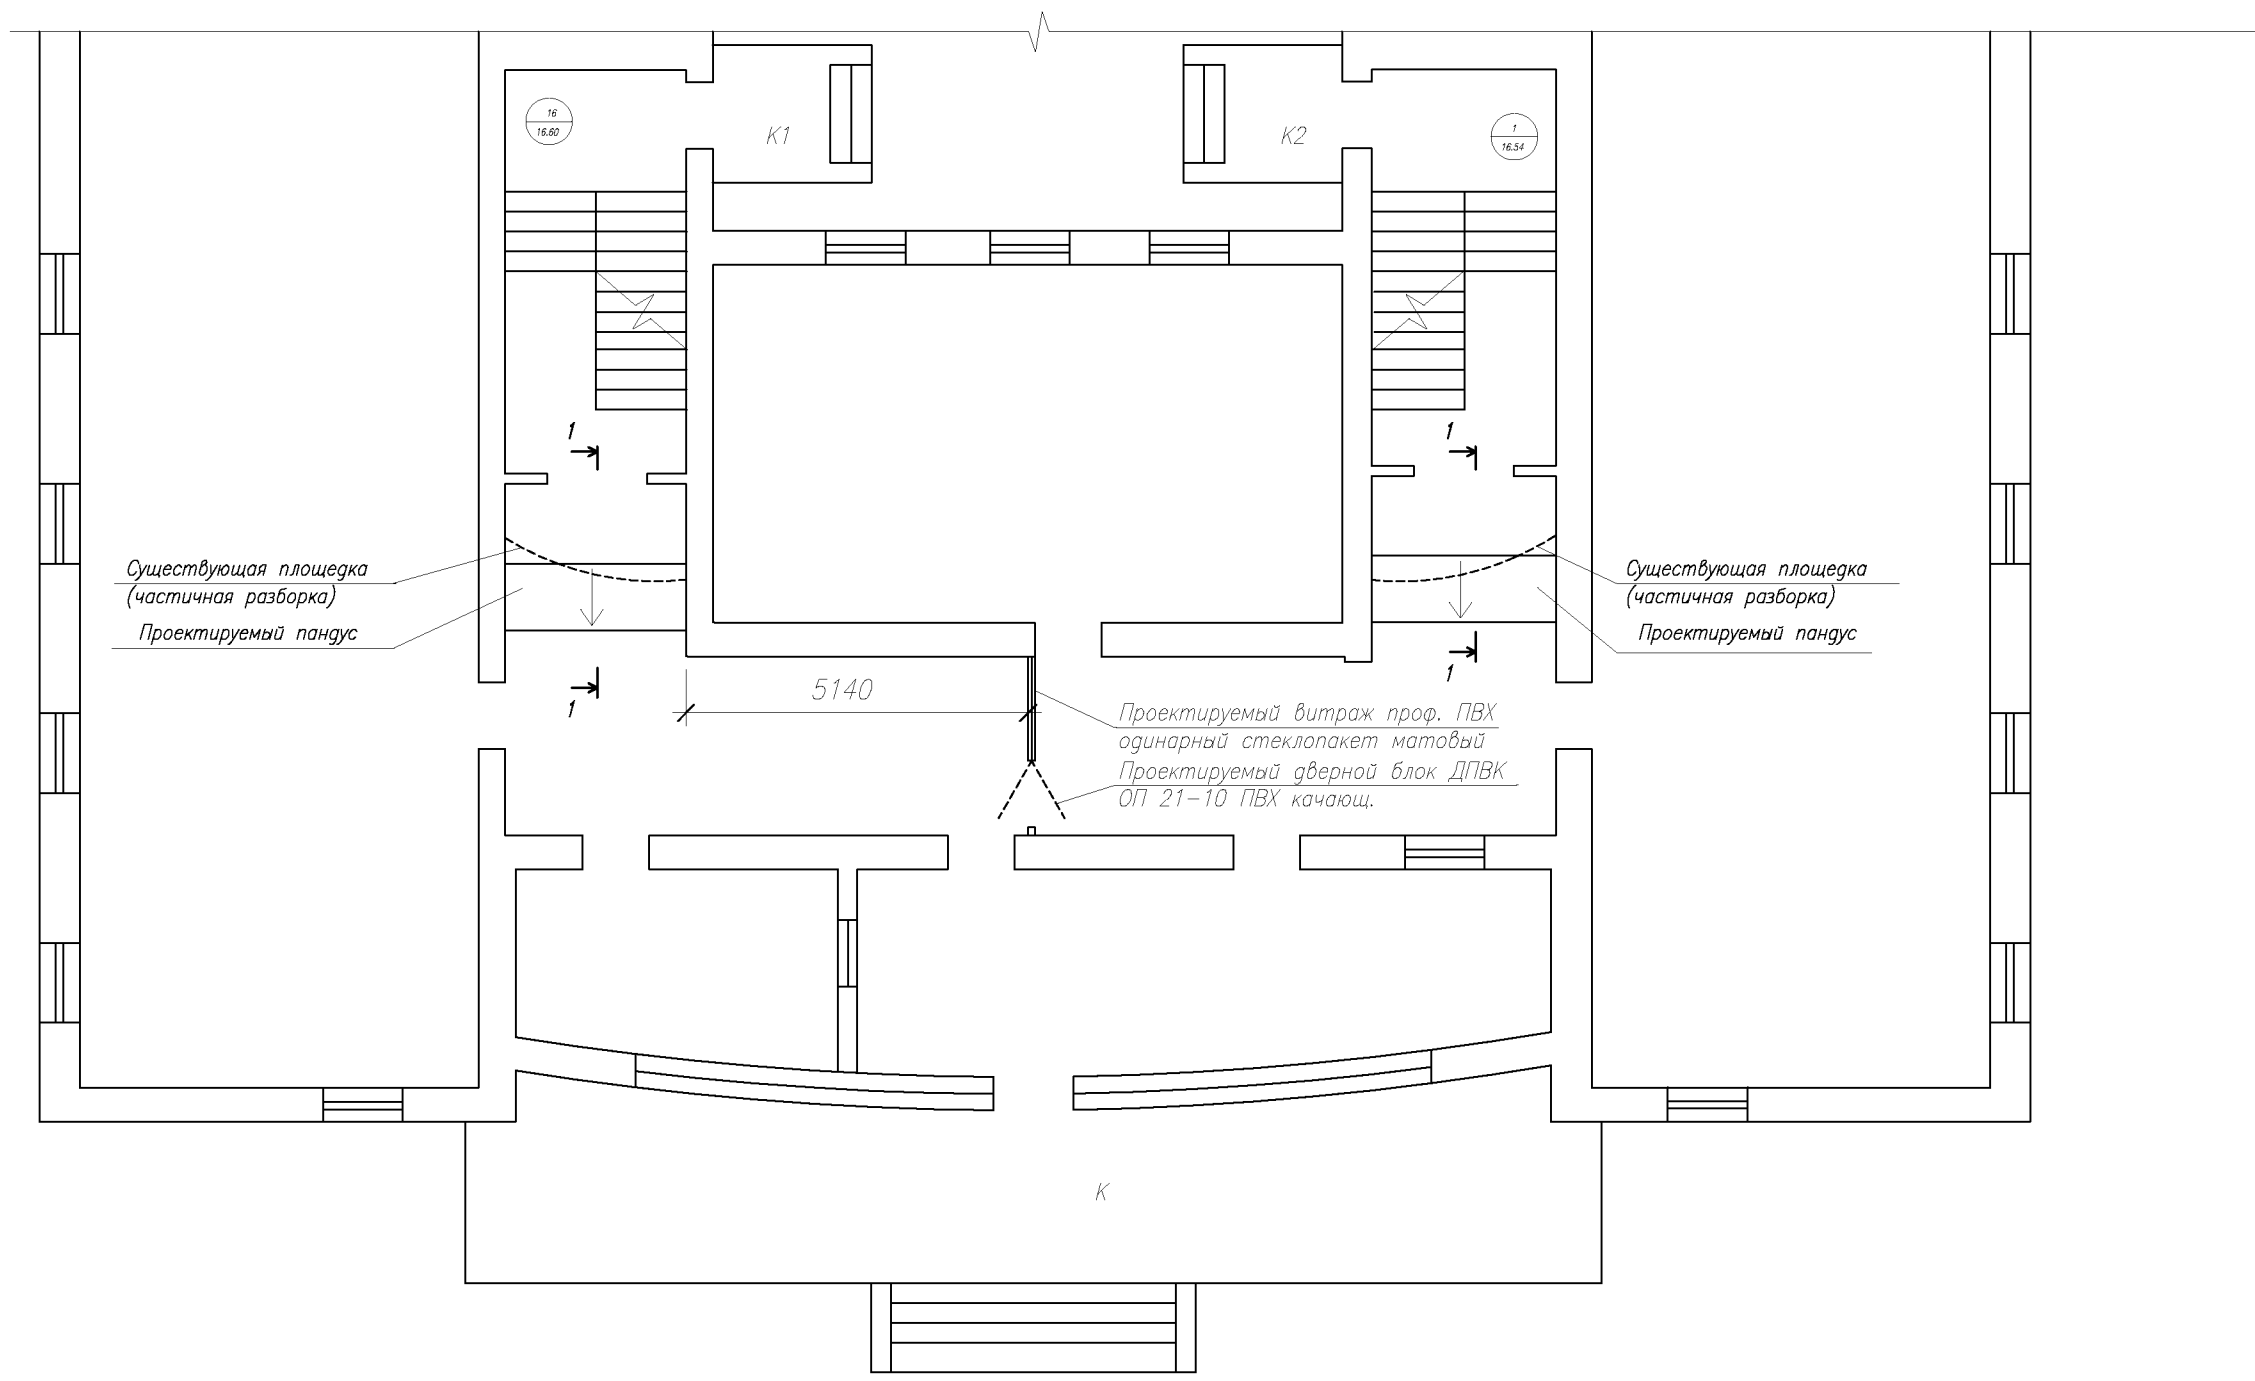 16
16.60
К1
К2
1
16.54
1
1
Существующая площедка
(частичная разборка)
Проектируемый пандус
Существующая площедка
(частичная разборка)
Проектируемый пандус
1
1
5140
Проектируемый витраж проф. ПВХ
одинарный стеклопакет матовый
Проектируемый дверной блок ДПВК
ОП 21-10 ПВХ качающ.
К